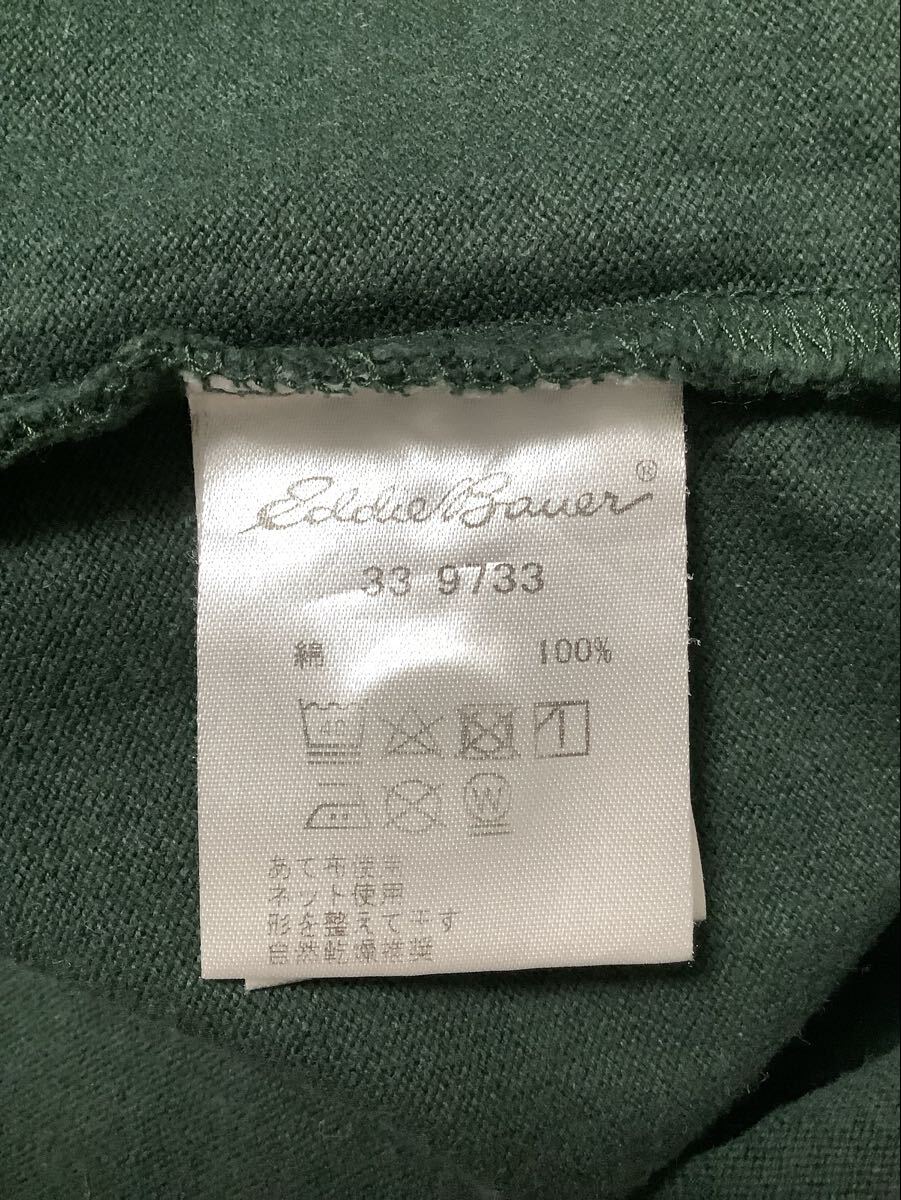 Eddie Bauer®
33 9733
綿 100%
40
W
あて布使用
ネット使用
形を整えて干す
自然乾燥推奨